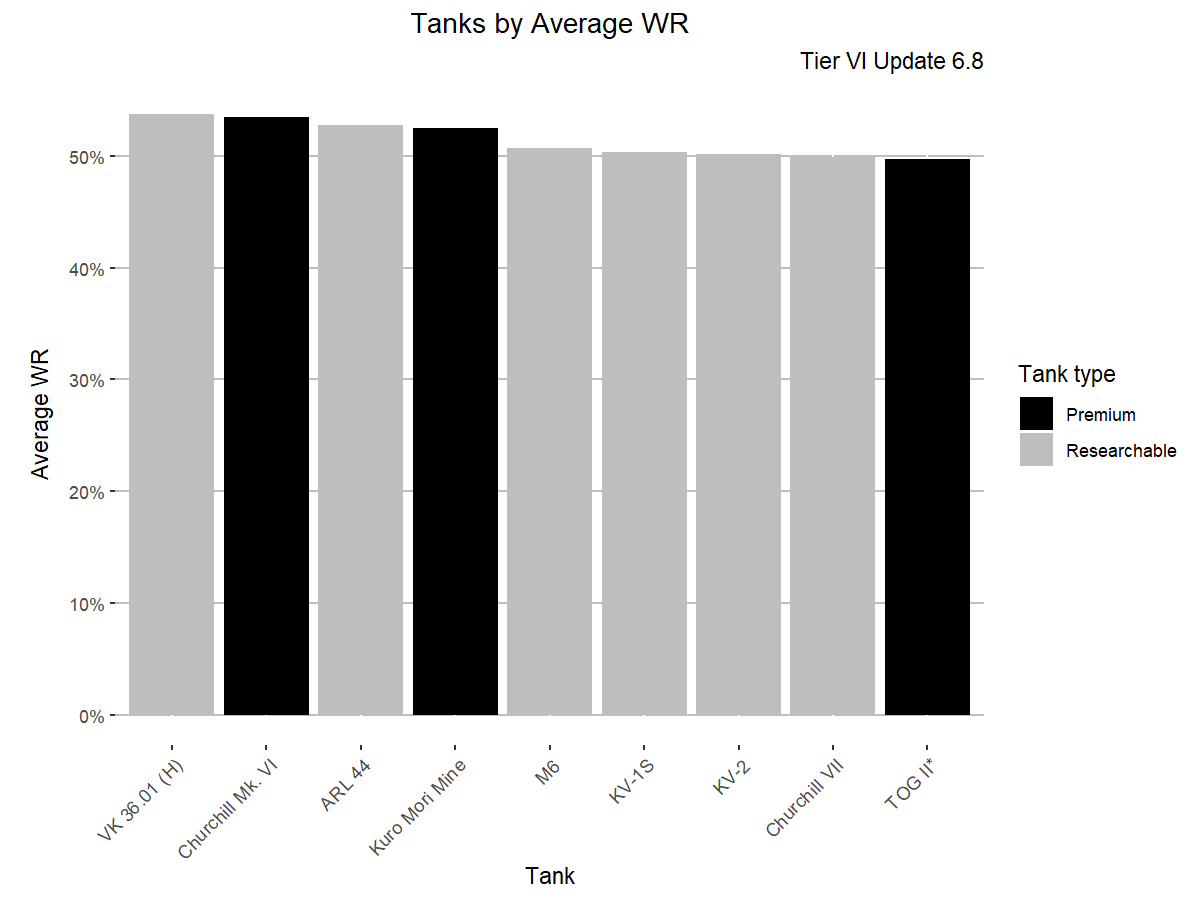 Tanks by Average WR
Tier VI Update 6.8
Average WR
50%
40%
30%
20%
10%
0%
VK 36.01 (H)
Churchill Mk. VI
ARL 44
Kuro Mori Mine
M6
KV-1S
KV-2
Churchill VII
TOG II*
Tank
Tank type
Premium
Researchable